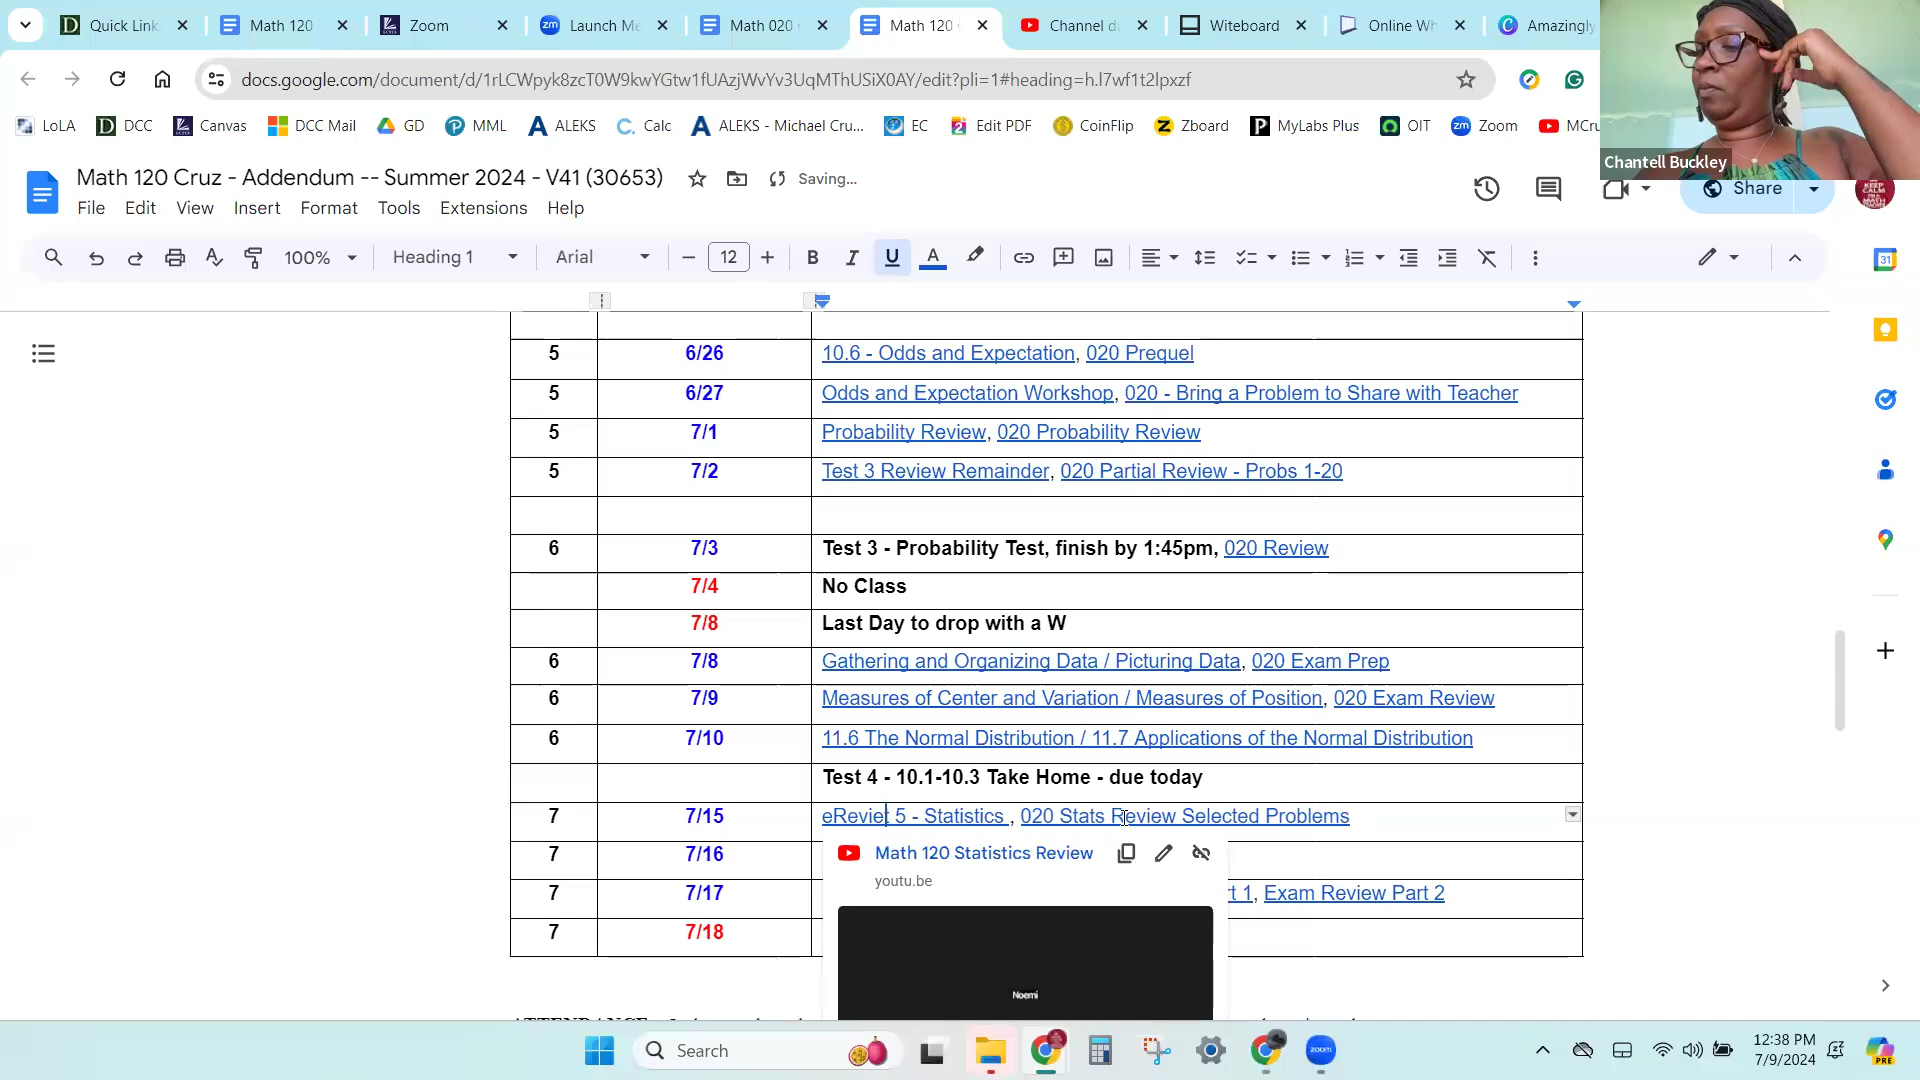 Quick Link
Math 120
Zoom
Launch Me
Math 020
Math 120
Channel d
Witeboard
Online Wh
Amazingly
docs.google.com/document/d/1rLCWpyk8zcT0W9kwYGtw1fUAzjWvYv3UqMThUSiX0AY/edit?pli=1#heading=h.l7wf1t2lpxzf
LoLA DCC Canvas DCC Mail GD MML ALEKS Calc ALEKS - Michael Cru... EC Edit PDF CoinFlip Zboard MyLabs Plus OIT Zoom MCru
Chantell Buckley
Math 120 Cruz - Addendum -- Summer 2024 - V41 (30653) Saving...
Share
File Edit View Insert Format Tools Extensions Help
100% Heading 1 Arial 12
5 6/26 10.6 - Odds and Expectation, 020 Prequel
5 6/27 Odds and Expectation Workshop, 020 - Bring a Problem to Share with Teacher
5 7/1 Probability Review, 020 Probability Review
5 7/2 Test 3 Review Remainder, 020 Partial Review - Probs 1-20
6 7/3 Test 3 - Probability Test, finish by 1:45pm, 020 Review
7/4 No Class
7/8 Last Day to drop with a W
6 7/8 Gathering and Organizing Data / Picturing Data, 020 Exam Prep
6 7/9 Measures of Center and Variation / Measures of Position, 020 Exam Review
6 7/10 11.6 The Normal Distribution / 11.7 Applications of the Normal Distribution
Test 4 - 10.1-10.3 Take Home - due today
7 7/15 eReviet 5 - Statistics , 020 Stats Review Selected Problems
7 7/16
Math 120 Statistics Review
youtu.be
7 7/17 rt 1, Exam Review Part 2
7 7/18
Noemi
Search
12:38 PM
7/9/2024